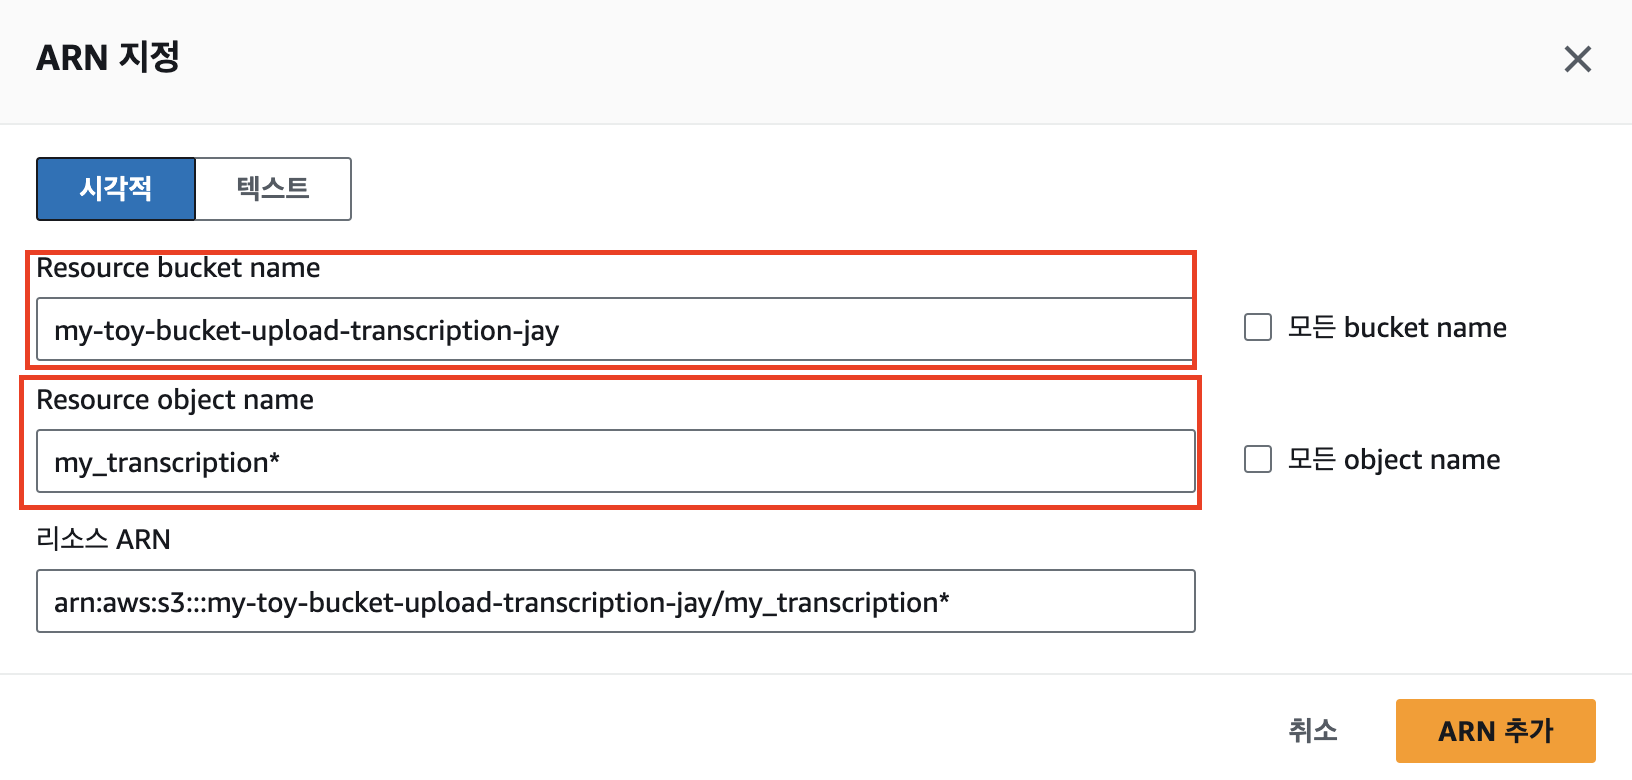 ARN 지정
시각적 텍스트
Resource bucket name
my-toy-bucket-upload-transcription-jay
모든 bucket name
Resource object name
my_transcription*
모든 object name
리소스 ARN
arn:aws:s3:::my-toy-bucket-upload-transcription-jay/my_transcription*
취소 ARN 추가